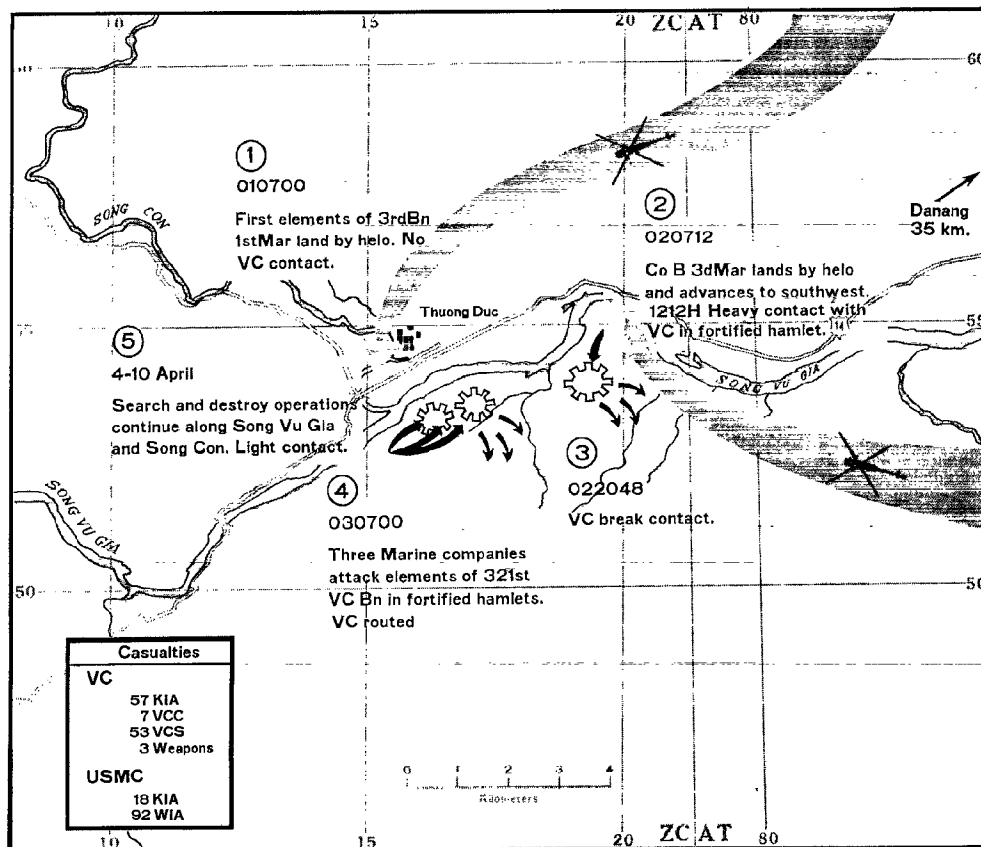 10
15
20
ZC AT
80
60
1
010700
First elements of 3rdBn
1stMar land by helo. No
VC contact.
2
020712
Co B 3dMar lands by helo
and advances to southwest.
1212H Heavy contact with
VC in fortified hamlet.
Danang
35 km.
SONG CON
Thuong Duc
55
14
SONG VU GIA
5
4-10 April
Search and destroy operations
continue along Song Vu Gia
and Song Con. Light contact.
3
022048
VC break contact.
4
030700
Three Marine companies
attack elements of 321st
VC Bn in fortified hamlets.
VC routed
SONG VU GIA
50
50
Casualties
VC
57 KIA
7 VCC
53 VCS
3 Weapons
USMC
18 KIA
92 WIA
0 1 2 3 4
Kilometers
10
15
20
ZC AT
80